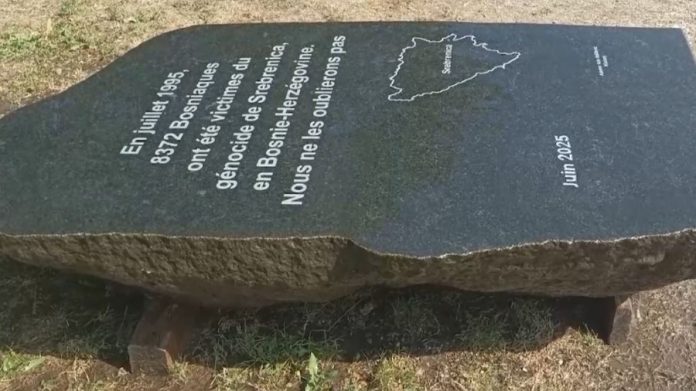 En juillet 1995,
8372 Bosniaques
ont été victimes du
génocide de Srebrenica,
en Bosnie-Herzégovine.
Nous ne les oublierons pas
Srebrenica
Juin 2025